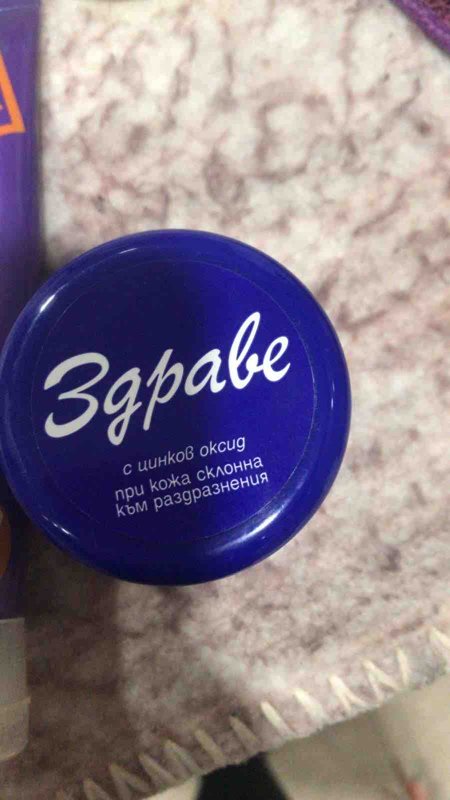 Здраве
с цинков оксид
при кожа склонна
към раздразнения